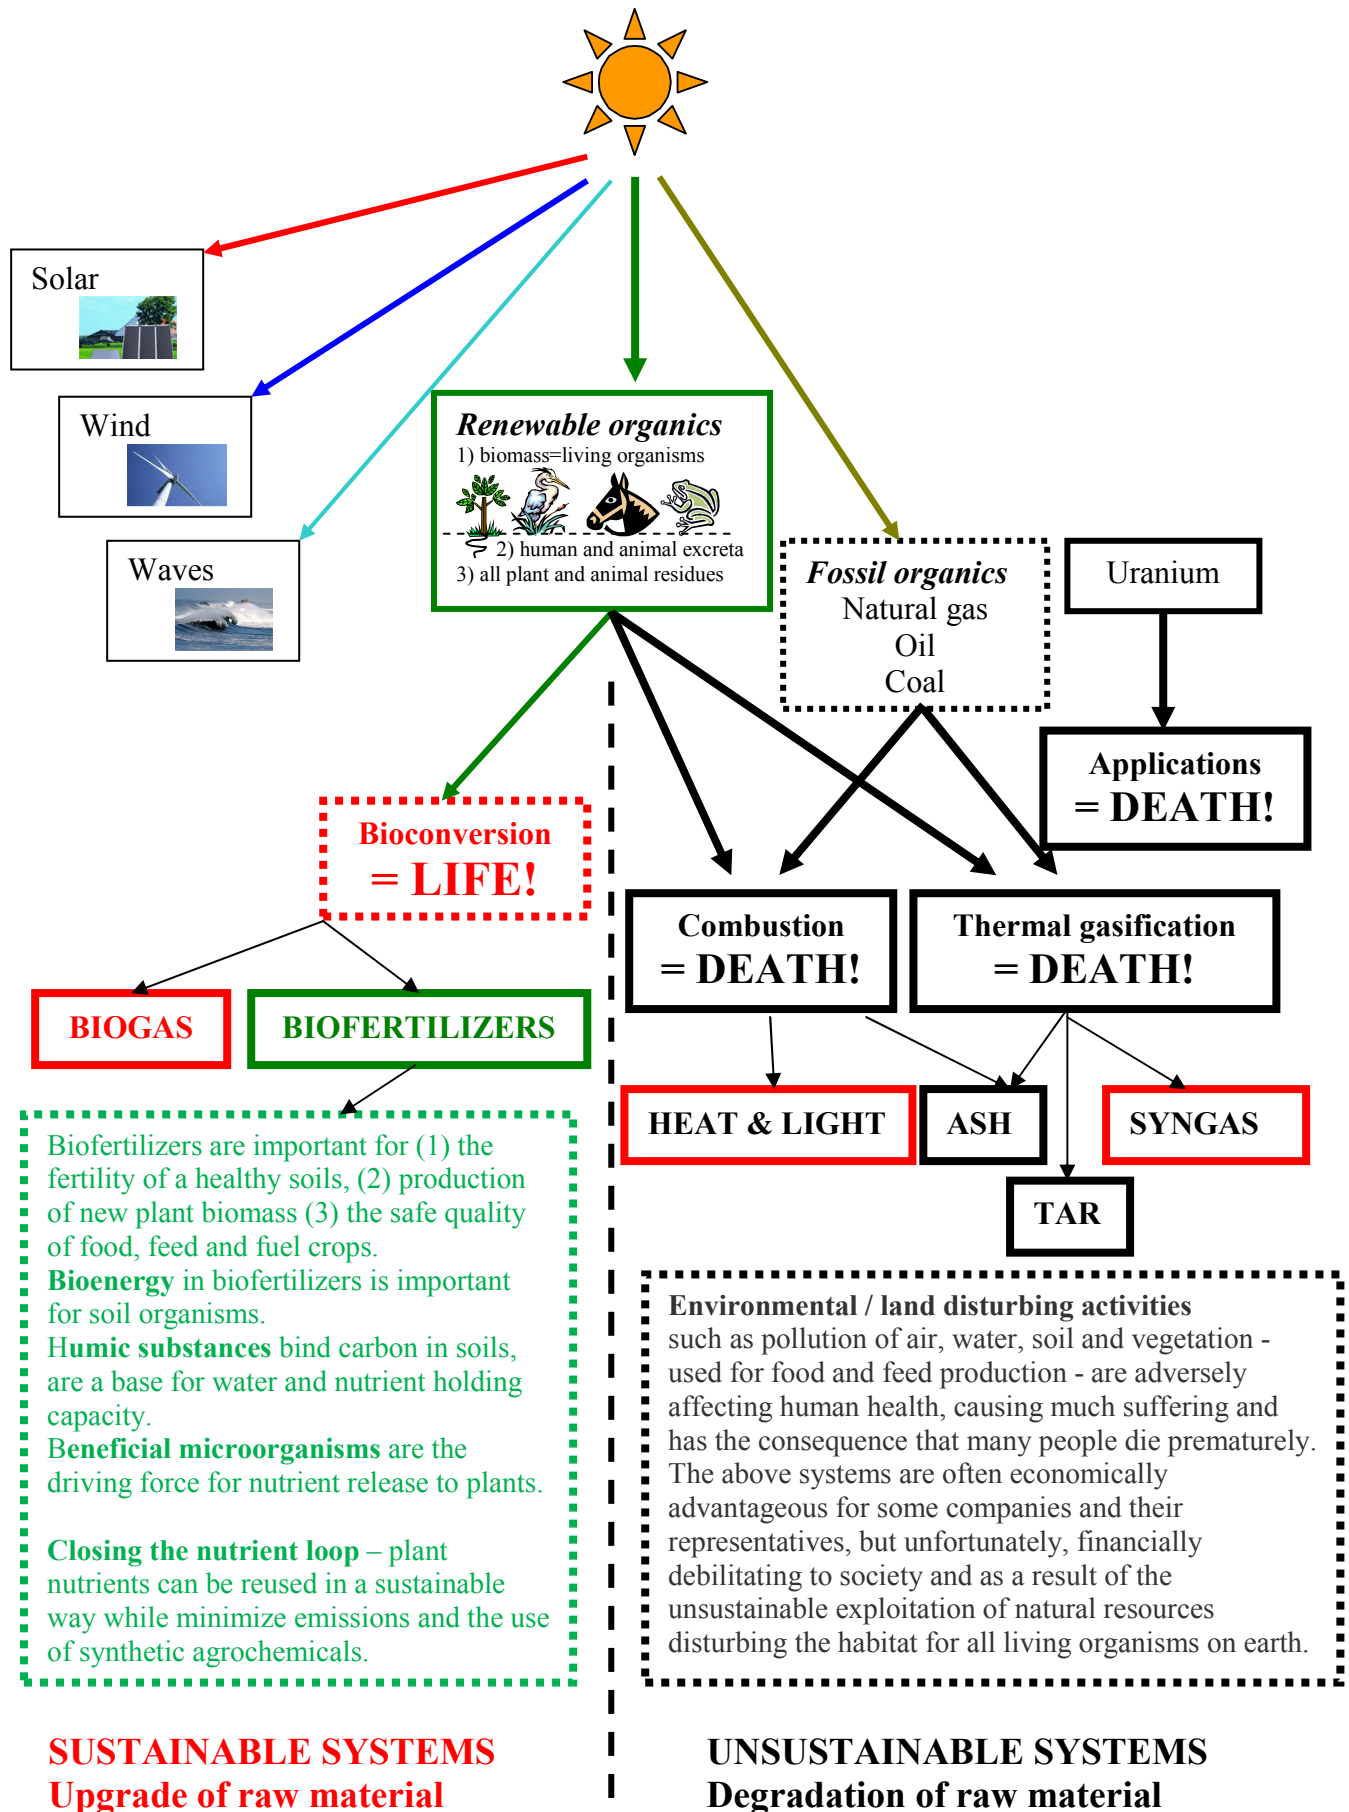 Solar
Wind
Waves
Renewable organics
1) biomass=living organisms
2) human and animal excreta
3) all plant and animal residues
Fossil organics
Natural gas
Oil
Coal
Uranium
Applications
= DEATH!
Bioconversion
= LIFE!
Combustion
= DEATH!
Thermal gasification
= DEATH!
BIOGAS
BIOFERTILIZERS
HEAT & LIGHT
ASH
SYNGAS
TAR
Biofertilizers are important for (1) the
fertility of a healthy soils, (2) production
of new plant biomass (3) the safe quality
of food, feed and fuel crops.
Bioenergy in biofertilizers is important
for soil organisms.
Humic substances bind carbon in soils,
are a base for water and nutrient holding
capacity.
Beneficial microorganisms are the
driving force for nutrient release to plants.
Closing the nutrient loop – plant
nutrients can be reused in a sustainable
way while minimize emissions and the use
of synthetic agrochemicals.
Environmental / land disturbing activities
such as pollution of air, water, soil and vegetation -
used for food and feed production - are adversely
affecting human health, causing much suffering and
has the consequence that many people die prematurely.
The above systems are often economically
advantageous for some companies and their
representatives, but unfortunately, financially
debilitating to society and as a result of the
unsustainable exploitation of natural resources
disturbing the habitat for all living organisms on earth.
SUSTAINABLE SYSTEMS
Upgrade of raw material
UNSUSTAINABLE SYSTEMS
Degradation of raw material